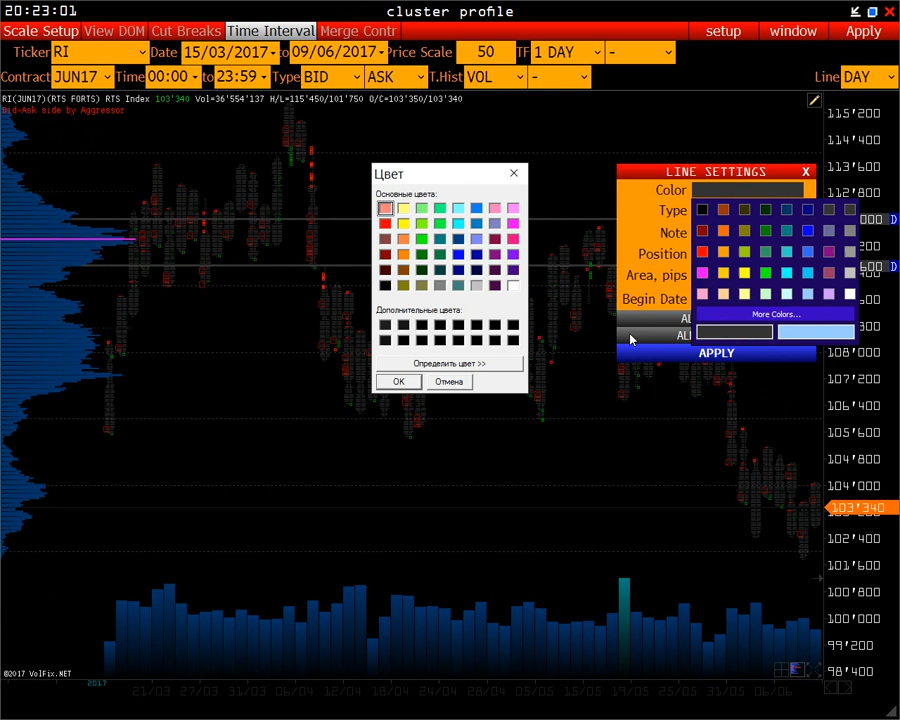 20:23:01
cluster profile
Scale Setup View DOM Cut Breaks Time Interval Merge Contr setup window Apply
Ticker RI Date 15/03/2017 to 09/06/2017 Price Scale 50 TF 1 DAY -
Contract JUN17 Time 00:00 to 23:59 Type BID ASK T.Hist VOL - Line DAY
RI(JUN17)(RTS FORTS) RTS Index 103'340 Vol=36'554'137 H/L=115'450/101'750 O/C=103'350/103'340
Bid-Ask side by Aggressor
115'200
114'400
113'600
112'800
Цвет
Основные цвета:
Дополнительные цвета:
Определить цвет >>
OK Отмена
LINE SETTINGS X
Color
Type
Note
Position
Area, pips
Begin Date
More Colors...
AL
AL
APPLY
000 D
200
600 D
800
108'000
107'200
106'400
105'600
104'800
104'000
103'340
102'400
101'600
100'800
100'000
99'200
98'400
©2017 VolFix.NET
2017
21/03 27/03 31/03 06/04 12/04 18/04 24/04 28/04 05/05 15/05 19/05 25/05 31/05 06/06